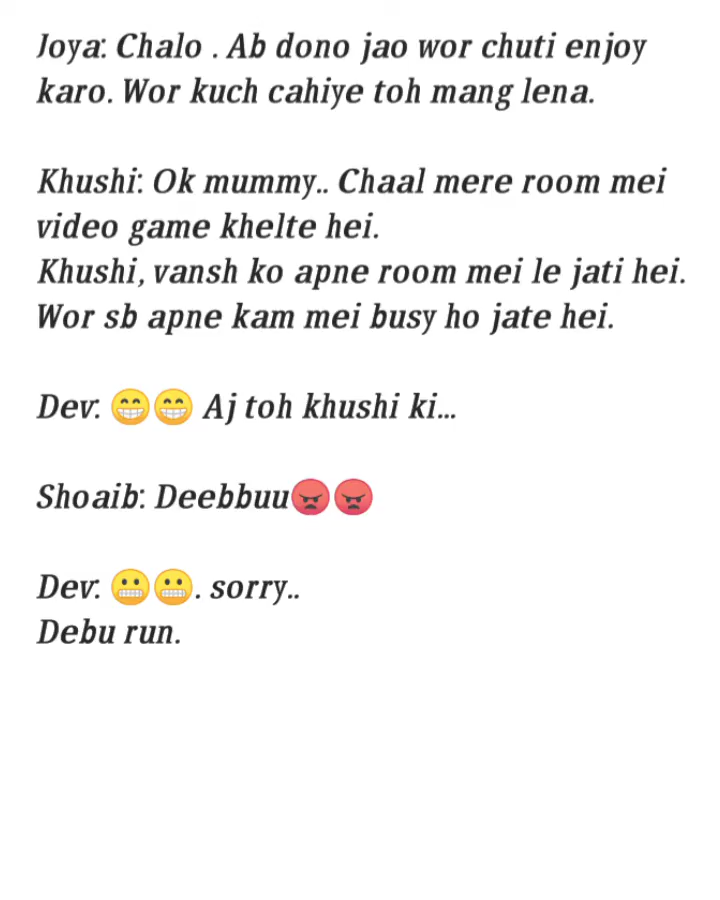 Joya: Chalo . Ab dono jao wor chuti enjoy
karo. Wor kuch cahiye toh mang lena.
Khushi: Ok mummy.. Chaal mere room mei
video game khelte hei.
Khushi, vansh ko apne room mei le jati hei.
Wor sb apne kam mei busy ho jate hei.
Dev: 😁😁 Aj toh khushi ki...
Shoaib: Deebbuu😡😡
Dev: 😬😬. sorry..
Debu run.